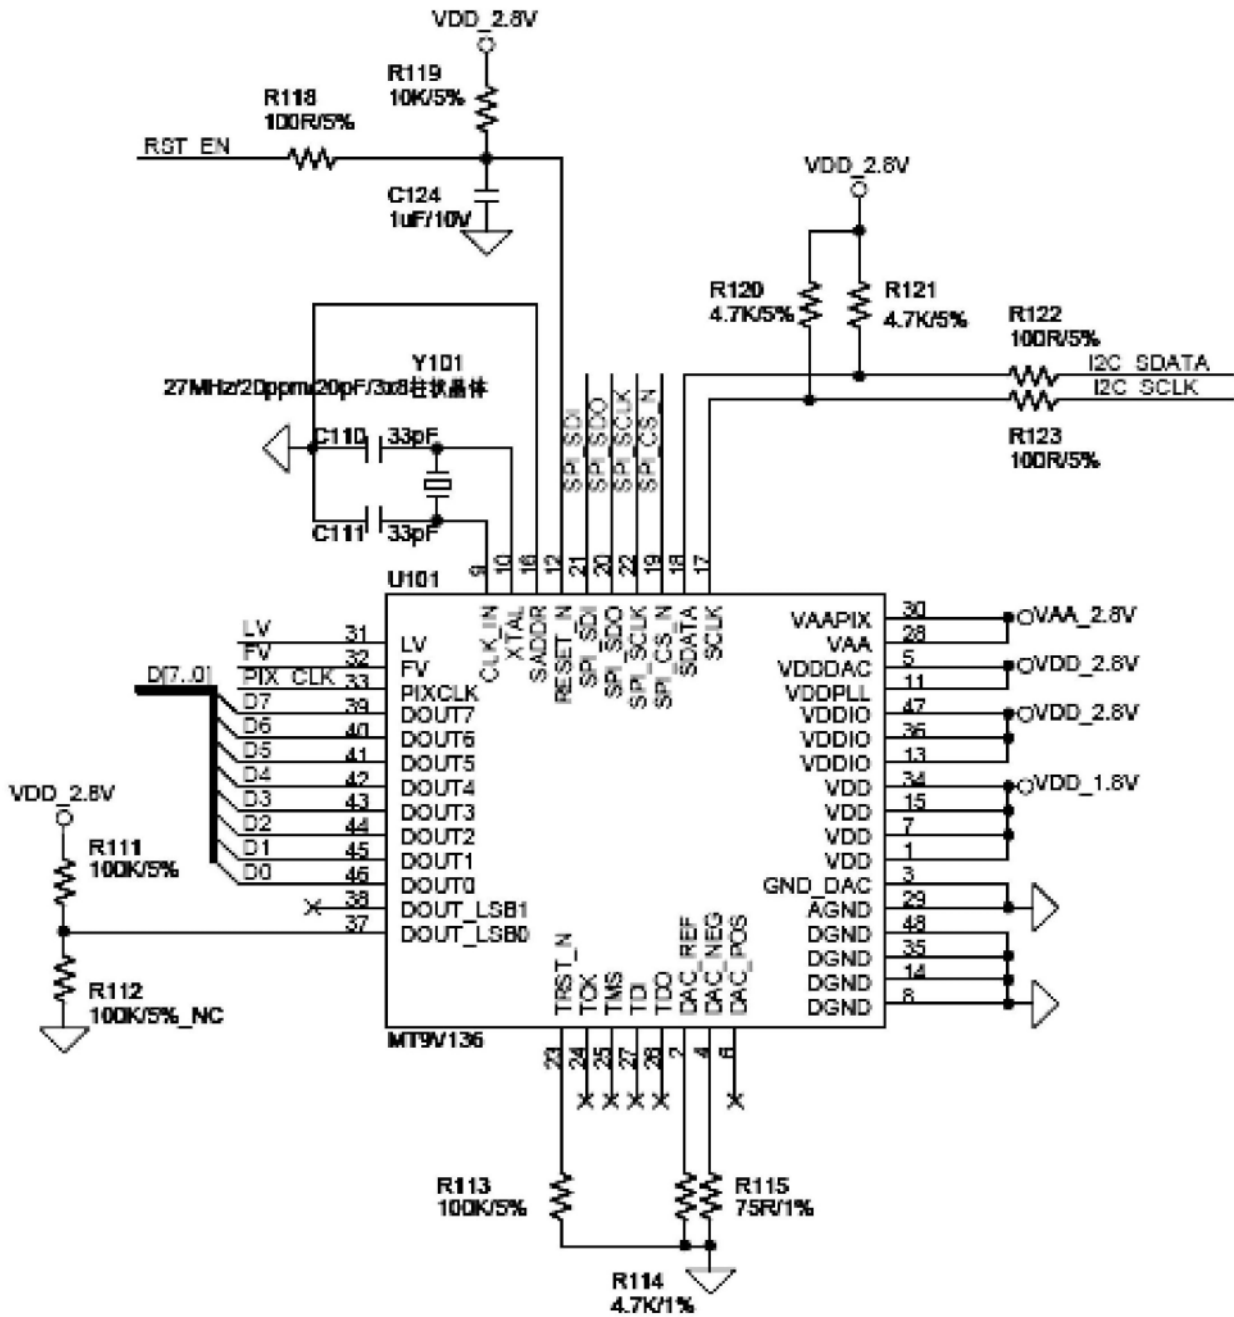 VDD_2.8V
R119
10K/5%
R118
100R/5%
RST_EN
C124
1uF/10V
VDD_2.8V
R120
4.7K/5%
R121
4.7K/5%
R122
100R/5%
I2C_SDATA
I2C_SCLK
R123
100R/5%
Y101
27MHz/20ppm/20pF/3x8柱状晶体
C110 33pF
C111 33pF
SPI_SDI
SPI_SDO
SPI_SCLK
SPI_CS_N
9 10 16 12 21 20 22 19 18 17
U101
CLK_IN
XTAL
SADDR
RESET_IN
SPI_SDI
SPI_SDO
SPI_SCLK
SPI_CS_N
SDATA
SCLK
LV 31 LV
FV 32 FV
PIX_CLK 33 PIXCLK
D[7..0]
D7 39 DOUT7
D6 40 DOUT6
D5 41 DOUT5
D4 42 DOUT4
D3 43 DOUT3
D2 44 DOUT2
D1 45 DOUT1
D0 46 DOUT0
38 DOUT_LSB1
37 DOUT_LSB0
VDD_2.8V
R111
100K/5%
R112
100K/5%_NC
VAAPIX 30 VAA_2.8V
VAA 28
VDDDAC 5 VDD_2.8V
VDDPLL 11
VDDIO 47 VDD_2.8V
VDDIO 36
VDDIO 13
VDD 34 VDD_1.8V
VDD 15
VDD 7
VDD 1
GND_DAC 3
AGND 29
DGND 48
DGND 35
DGND 14
DGND 8
TRST_N
TCK
TMS
TDI
TDO
DAC_REF
DAC_NEG
DAC_POS
MT9V136
23 24 25 27 26 2 4 6
R113
100K/5%
R115
75R/1%
R114
4.7K/1%